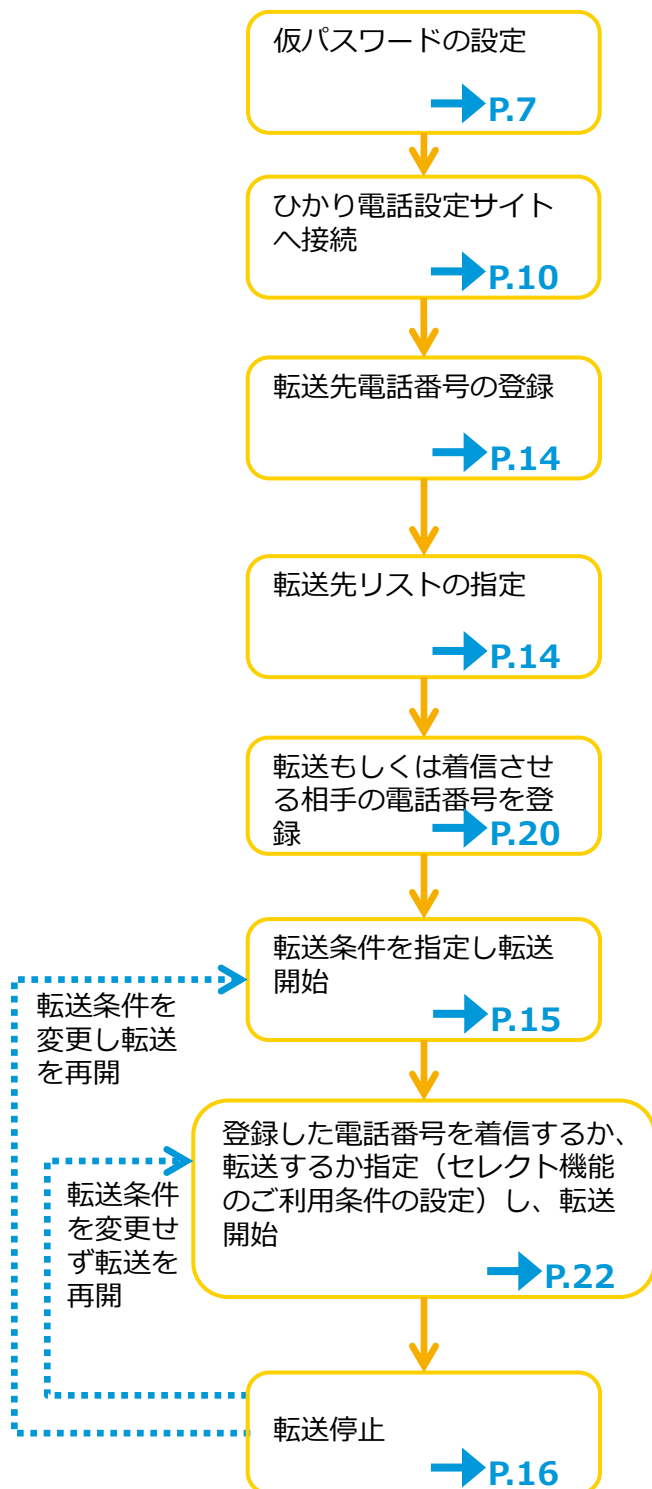 仮パスワードの設定
P.7
ひかり電話設定サイト
へ接続
P.10
転送先電話番号の登録
P.14
転送先リストの指定
P.14
転送もしくは着信させ
る相手の電話番号を登
録
P.20
転送条件を指定し転送
開始
P.15
転送条件を
変更し転送
を再開
登録した電話番号を着信するか、
転送するか指定（セレクト機能
のご利用条件の設定）し、転送
開始
P.22
転送条件
を変更せ
ず転送を
再開
転送停止
P.16